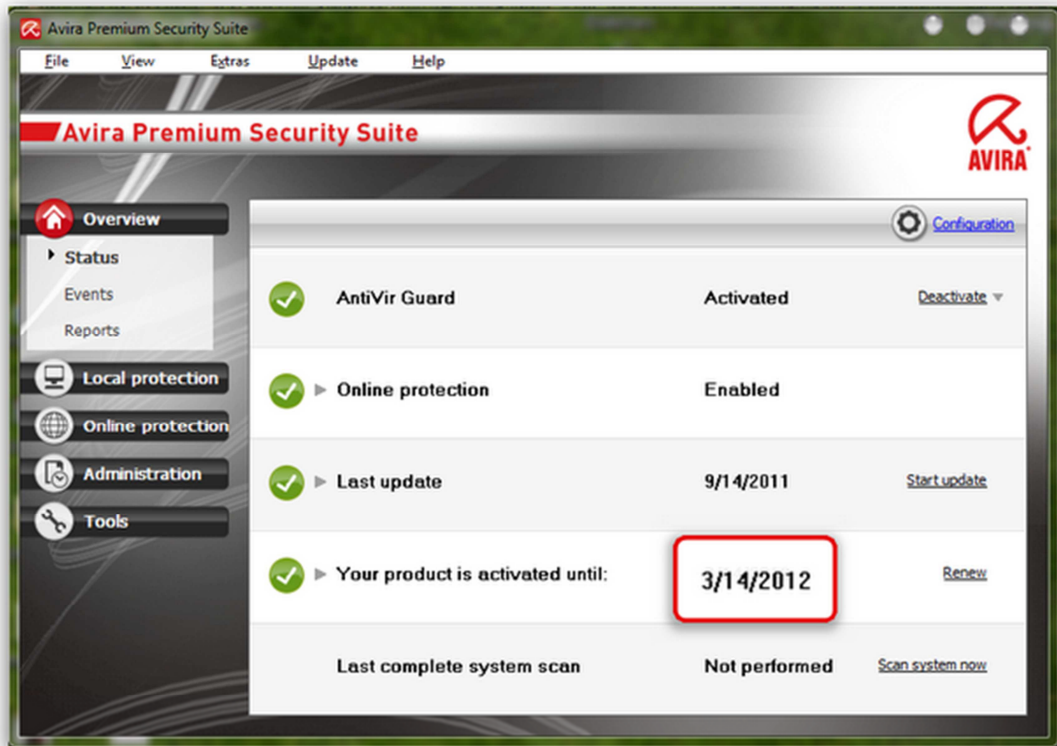 Avira Premium Security Suite
File View Extras Update Help
Avira Premium Security Suite
AVIRA
Overview
Status
Events
Reports
Local protection
Online protection
Administration
Tools
Configuration
AntiVir Guard Activated Deactivate
Online protection Enabled
Last update 9/14/2011 Start update
Your product is activated until: 3/14/2012 Renew
Last complete system scan Not performed Scan system now